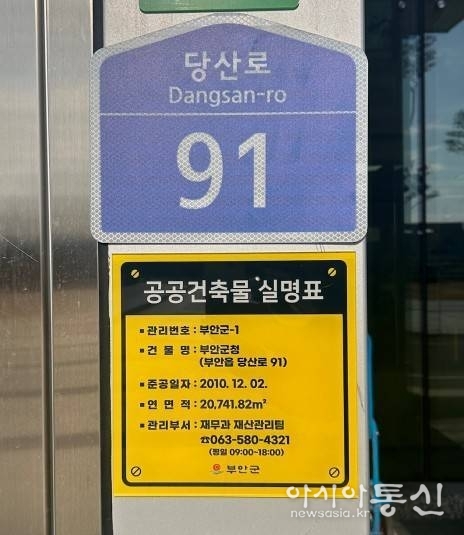 당산로
Dangsan-ro
91
공공건축물 실명표
▪ 관리번호 : 부안군-1
▪ 건 물 명 : 부안군청
(부안읍 당산로 91)
▪ 준공일자 : 2010. 12. 02.
▪ 연 면 적 : 20,741.82m²
▪ 관리부서 : 재무과 재산관리팀
☎063-580-4321
(평일 09:00~18:00)
부안군
아시아통신
newsasia.kr